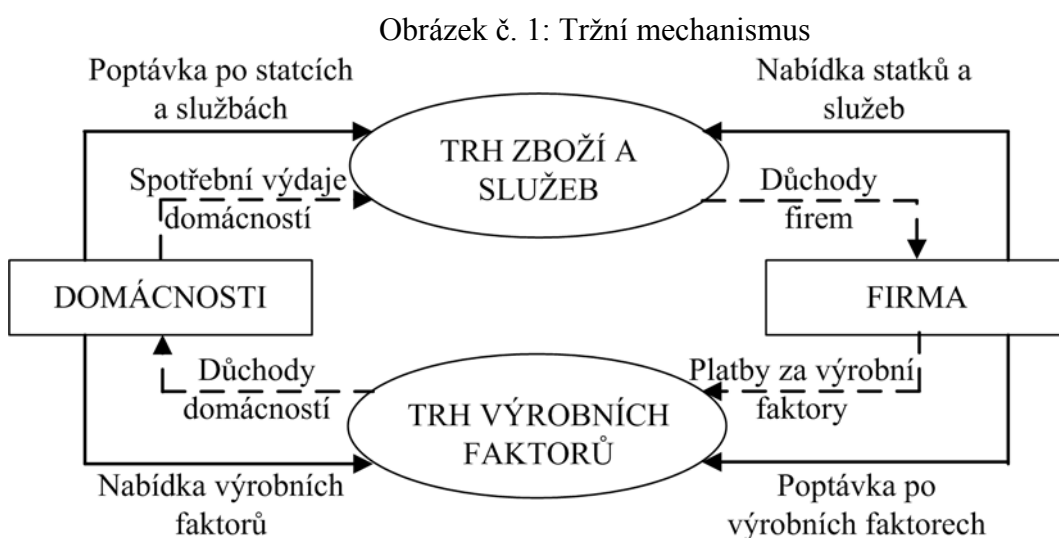 Obrázek č. 1: Tržní mechanismus
Poptávka po statcích
a službách
Nabídka statků a
služeb
TRH ZBOŽÍ A
SLUŽEB
Spotřební výdaje
domácností
Důchody
firem
DOMÁCNOSTI
FIRMA
Důchody
domácností
Platby za výrobní
faktory
TRH VÝROBNÍCH
FAKTORŮ
Nabídka výrobních
faktorů
Poptávka po
výrobních faktorech